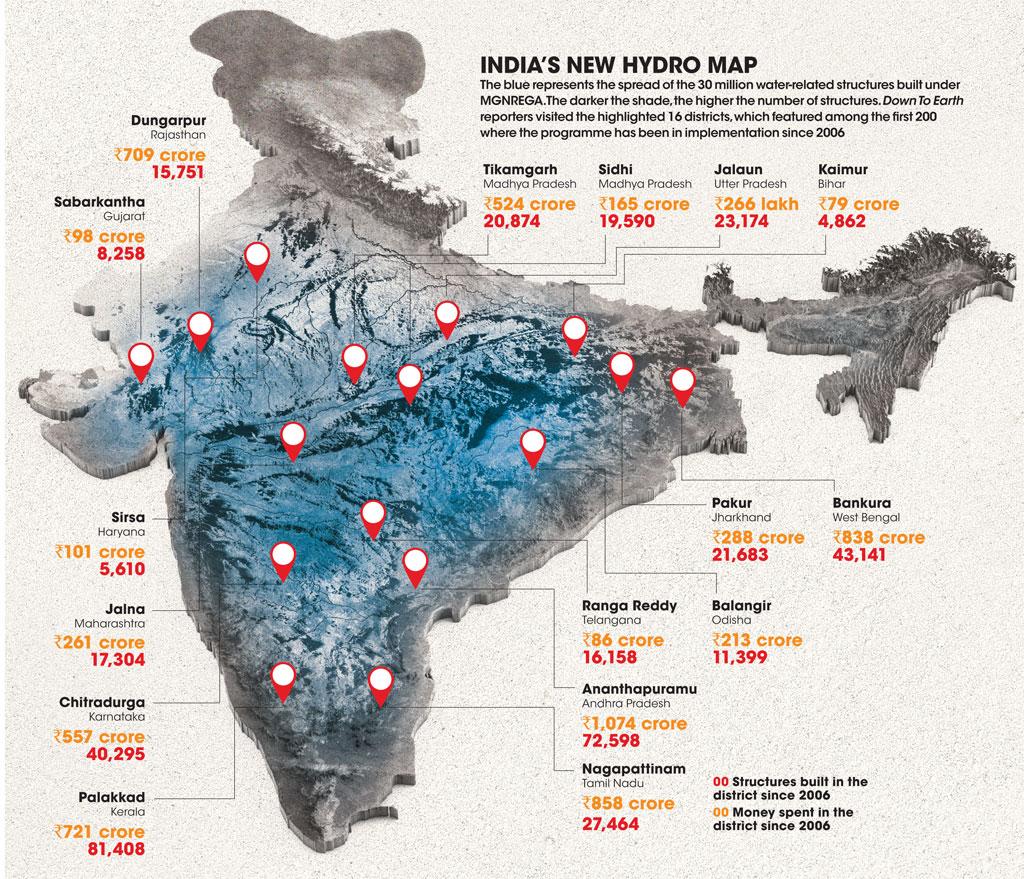 INDIA'S NEW HYDRO MAP
The blue represents the spread of the 30 million water-related structures built under
MGNREGA.The darker the shade, the higher the number of structures. Down To Earth
reporters visited the highlighted 16 districts, which featured among the first 200
where the programme has been in implementation since 2006
Dungarpur
Rajasthan
₹709 crore
15,751
Sabarkantha
Gujarat
₹98 crore
8,258
Tikamgarh
Madhya Pradesh
₹524 crore
20,874
Sidhi
Madhya Pradesh
₹165 crore
19,590
Jalaun
Utter Pradesh
₹266 lakh
23,174
Kaimur
Bihar
₹79 crore
4,862
Sirsa
Haryana
₹101 crore
5,610
Jalna
Maharashtra
₹261 crore
17,304
Chitradurga
Karnataka
₹557 crore
40,295
Palakkad
Kerala
₹721 crore
81,408
Pakur
Jharkhand
₹288 crore
21,683
Bankura
West Bengal
₹838 crore
43,141
Ranga Reddy
Telangana
₹86 crore
16,158
Balangir
Odisha
₹213 crore
11,399
Ananthapuramu
Andhra Pradesh
₹1,074 crore
72,598
Nagapattinam
Tamil Nadu
₹858 crore
27,464
00 Structures built in the
district since 2006
00 Money spent in the
district since 2006